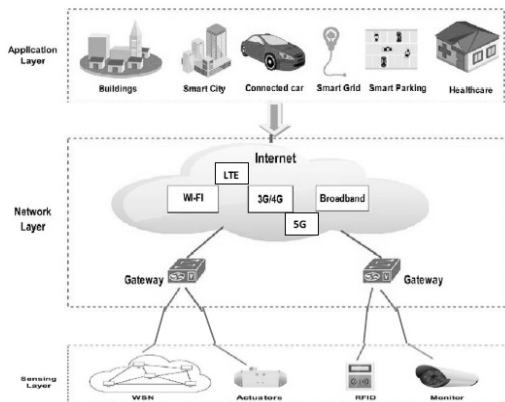 Application
Layer
Buildings
Smart City
Connected car
Smart Grid
Smart Parking
Healthcare
Internet
LTE
WI-FI
3G/4G
Broadband
5G
Network
Layer
Gateway
Gateway
Sensing
Layer
WSN
Actuators
RFID
Monitor